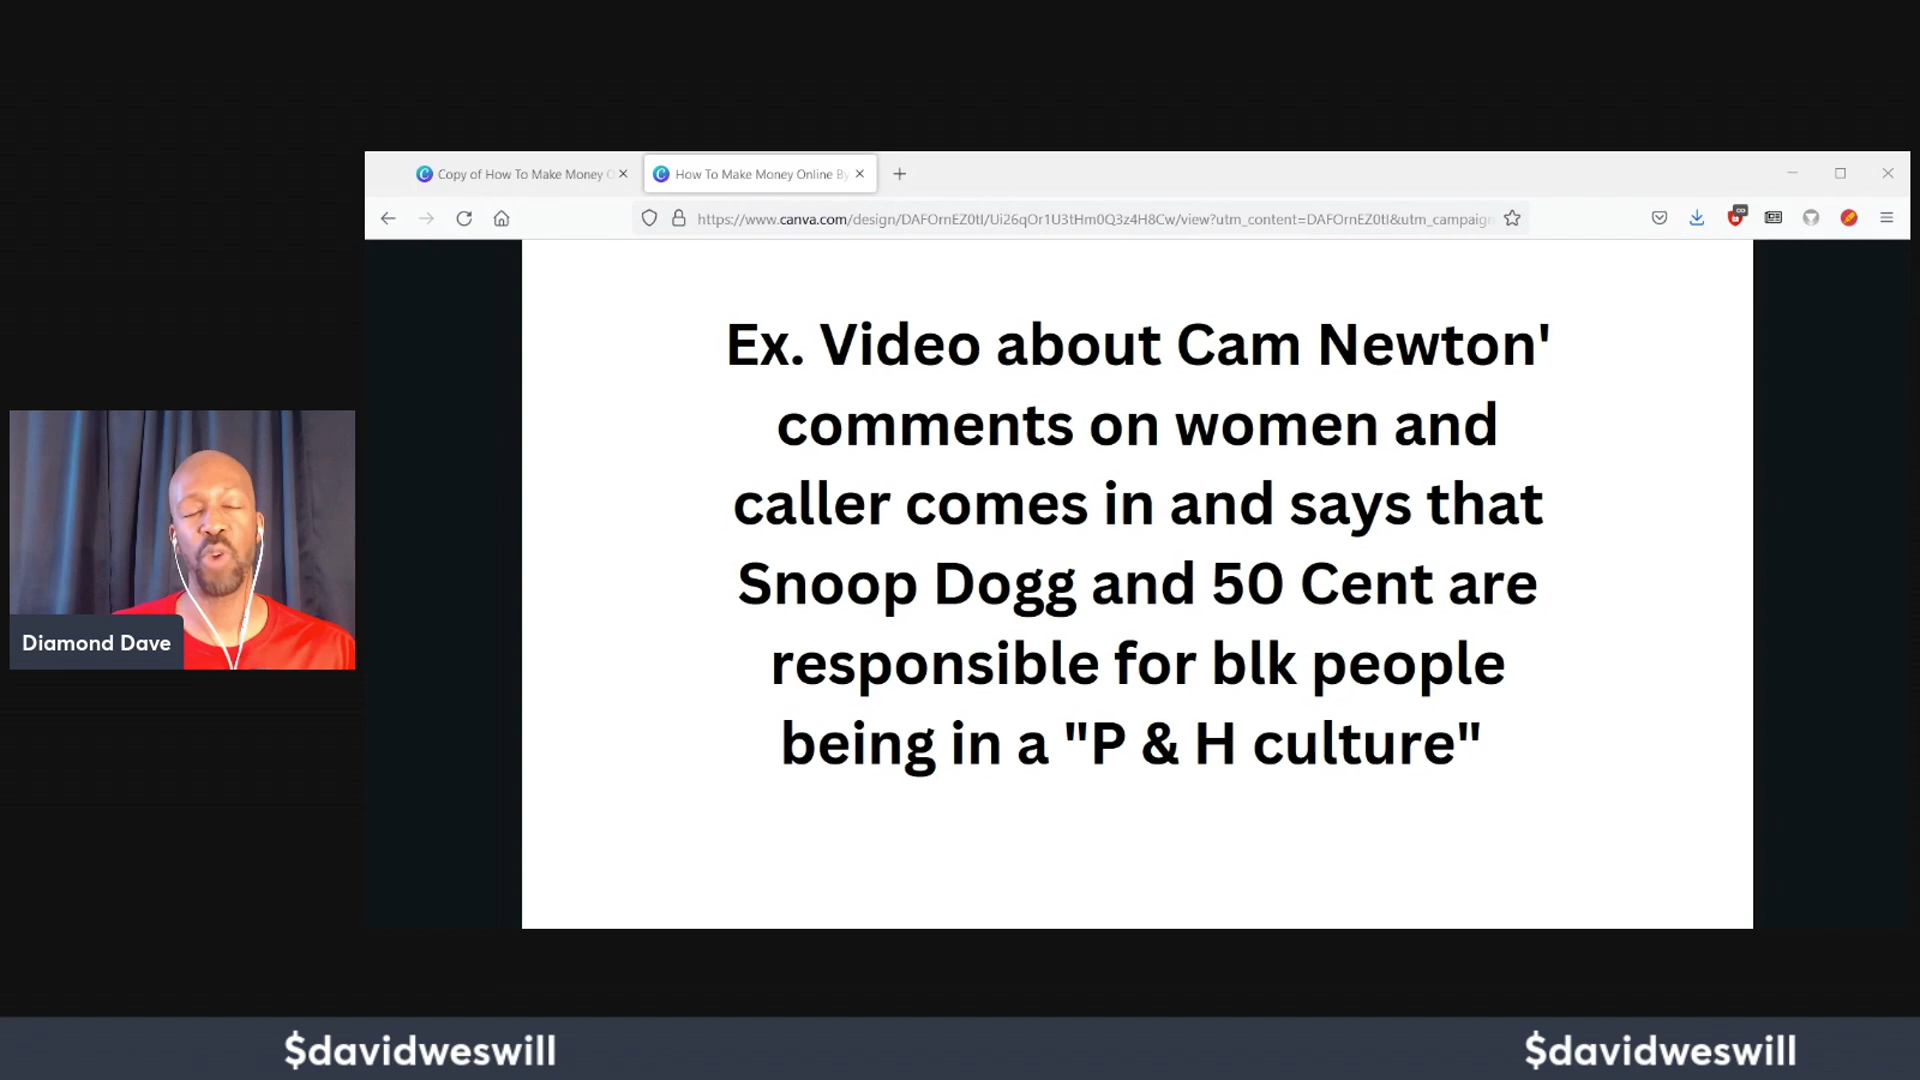 Copy of How To Make Money O
How To Make Money Online By
https://www.canva.com/design/DAFOrnEZ0tI/Ui26qOr1U3tHm0Q3z4H8Cw/view?utm_content=DAFOrnEZ0tI&utm_campaign
Ex. Video about Cam Newton'
comments on women and
caller comes in and says that
Snoop Dogg and 50 Cent are
responsible for blk people
being in a "P & H culture"
Diamond Dave
$davidweswill
$davidweswill